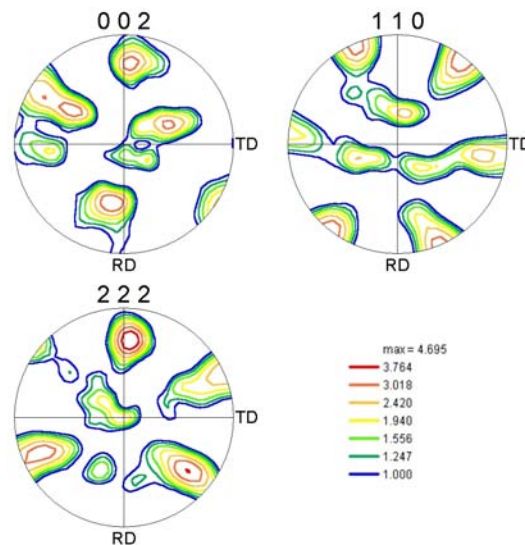 0 0 2
TD
RD
1 1 0
TD
RD
2 2 2
TD
RD
max = 4.695
3.764
3.018
2.420
1.940
1.556
1.247
1.000